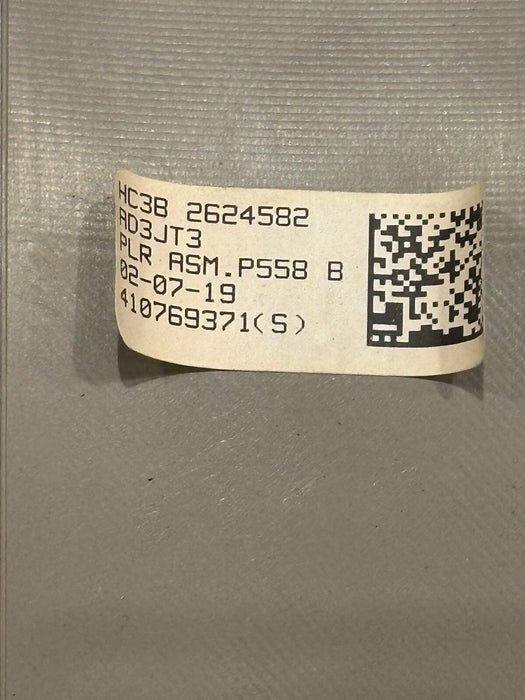 HC3B 2624582
AD3JT3
PLR ASM.P558 B
02-07-19
410769371(S)